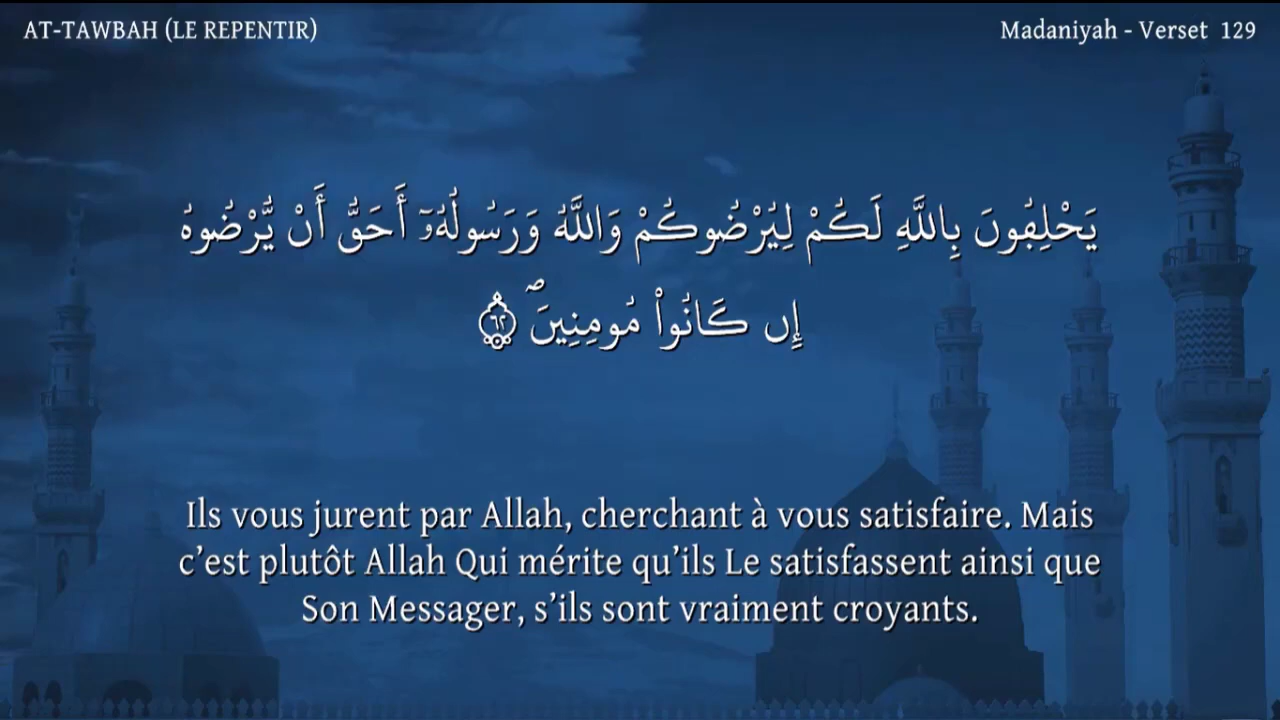 AT-TAWBAH (LE REPENTIR)
Madaniyah - Verset 129
يَحْلِفُونَ بِاللَّهِ لَكُمْ لِيُرْضُوكُمْ وَاللَّهُ وَرَسُولُهُۥٓ أَحَقُّ أَنْ يُّرْضُوهُ
إِن كَانُواْ مُومِنِينَۖ ٦٢
Ils vous jurent par Allah, cherchant à vous satisfaire. Mais
c’est plutôt Allah Qui mérite qu’ils Le satisfassent ainsi que
Son Messager, s’ils sont vraiment croyants.